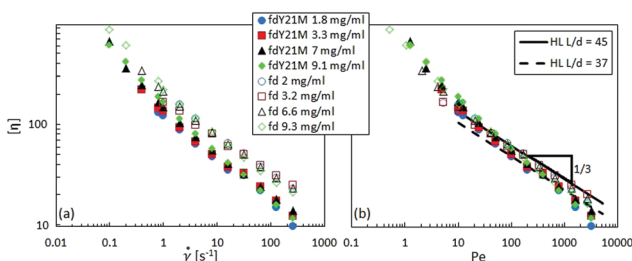 fdY21M 1.8 mg/ml
fdY21M 3.3 mg/ml
fdY21M 7 mg/ml
fdY21M 9.1 mg/ml
fd 2 mg/ml
fd 3.2 mg/ml
fd 6.6 mg/ml
fd 9.3 mg/ml
HL L/d = 45
HL L/d = 37
[η]
100
10
(a)
(b)
1/3
0.01 0.1 1 10 100 1000
γ̇ [s⁻¹]
0.1 1 10 100 1000 10000
Pe